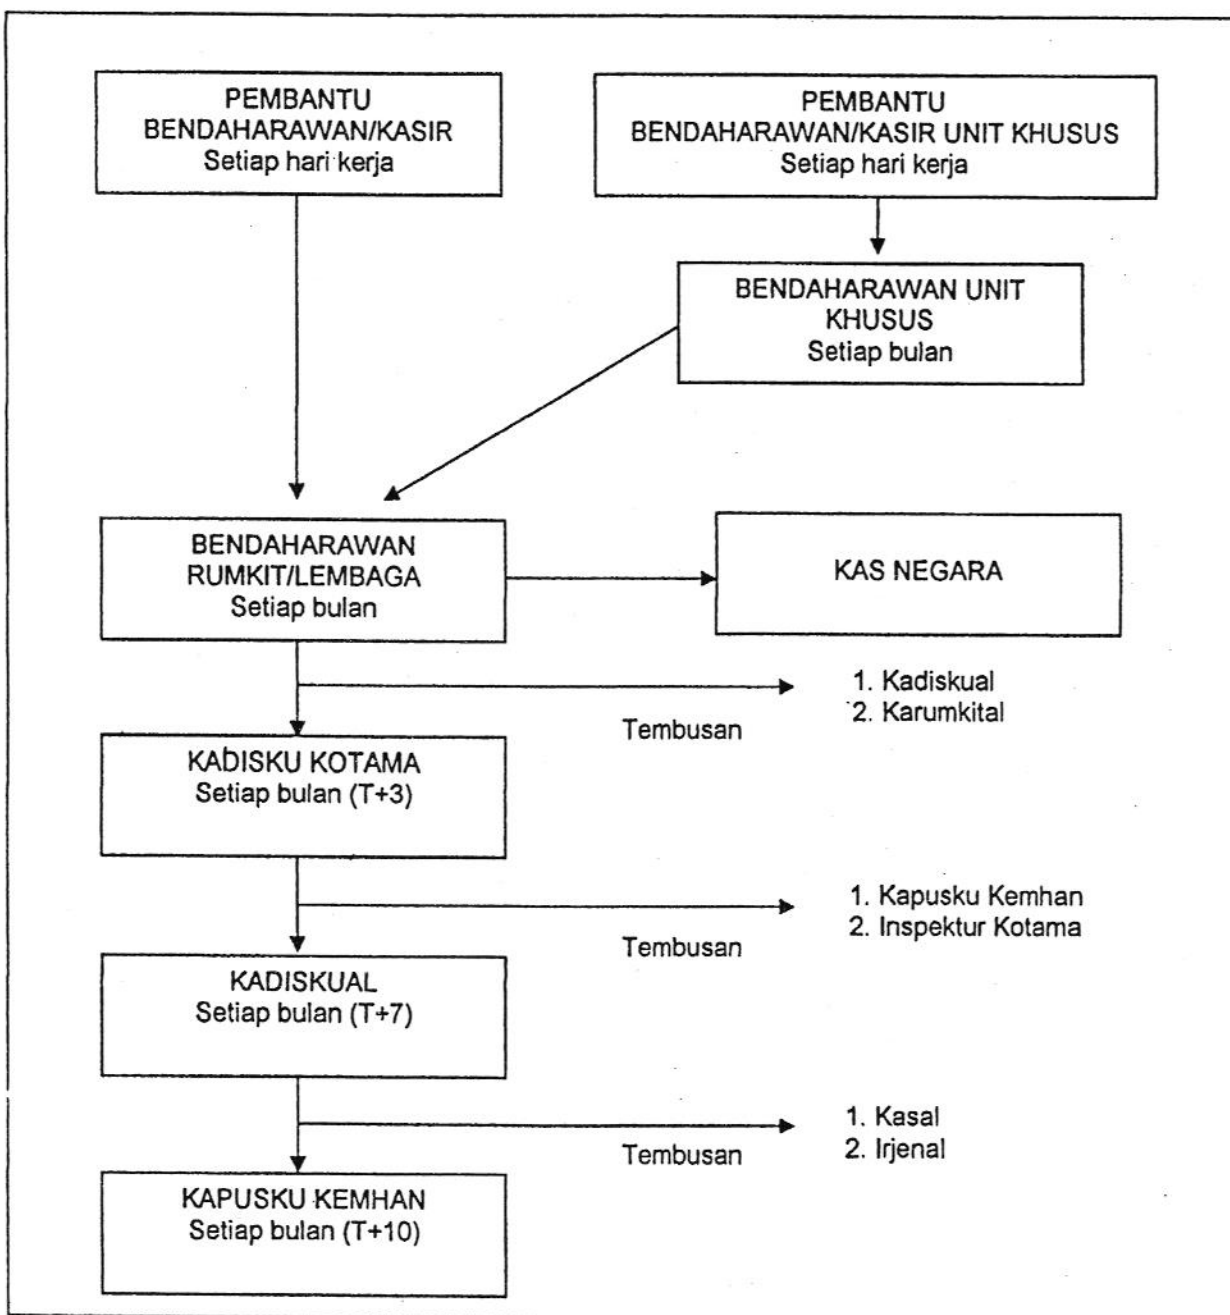 PEMBANTU
BENDAHARAWAN/KASIR
Setiap hari kerja
PEMBANTU
BENDAHARAWAN/KASIR UNIT KHUSUS
Setiap hari kerja
BENDAHARAWAN UNIT
KHUSUS
Setiap bulan
BENDAHARAWAN
RUMKIT/LEMBAGA
Setiap bulan
KAS NEGARA
1. Kadiskual
2. Karumkital
Tembusan
KADISKU KOTAMA
Setiap bulan (T+3)
1. Kapusku Kemhan
2. Inspektur Kotama
Tembusan
KADISKUAL
Setiap bulan (T+7)
1. Kasal
2. Irjenal
Tembusan
KAPUSKU KEMHAN
Setiap bulan (T+10)